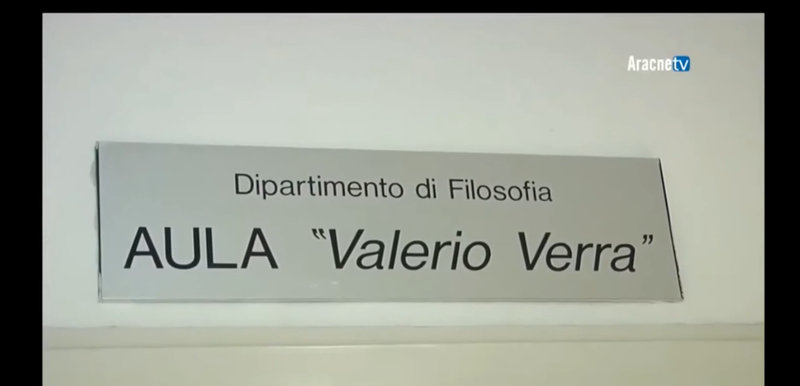 Aracnetv
Dipartimento di Filosofia
AULA "Valerio Verra"